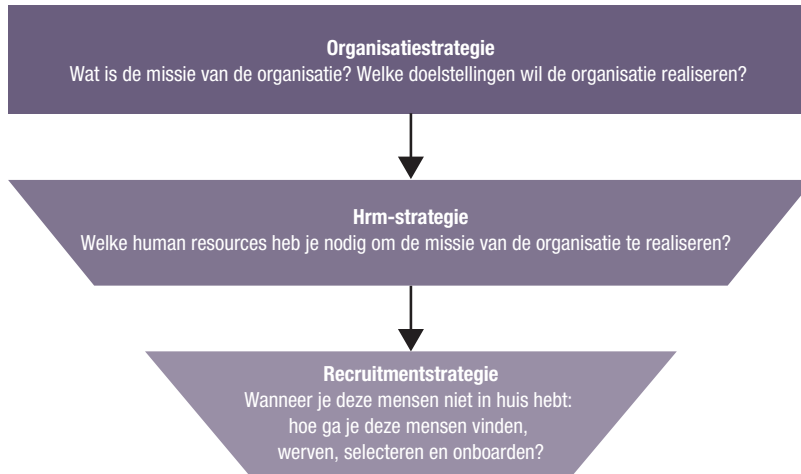 Organisatiestrategie
Wat is de missie van de organisatie? Welke doelstellingen wil de organisatie realiseren?
Hrm-strategie
Welke human resources heb je nodig om de missie van de organisatie te realiseren?
Recruitmentstrategie
Wanneer je deze mensen niet in huis hebt:
hoe ga je deze mensen vinden,
werven, selecteren en onboarden?